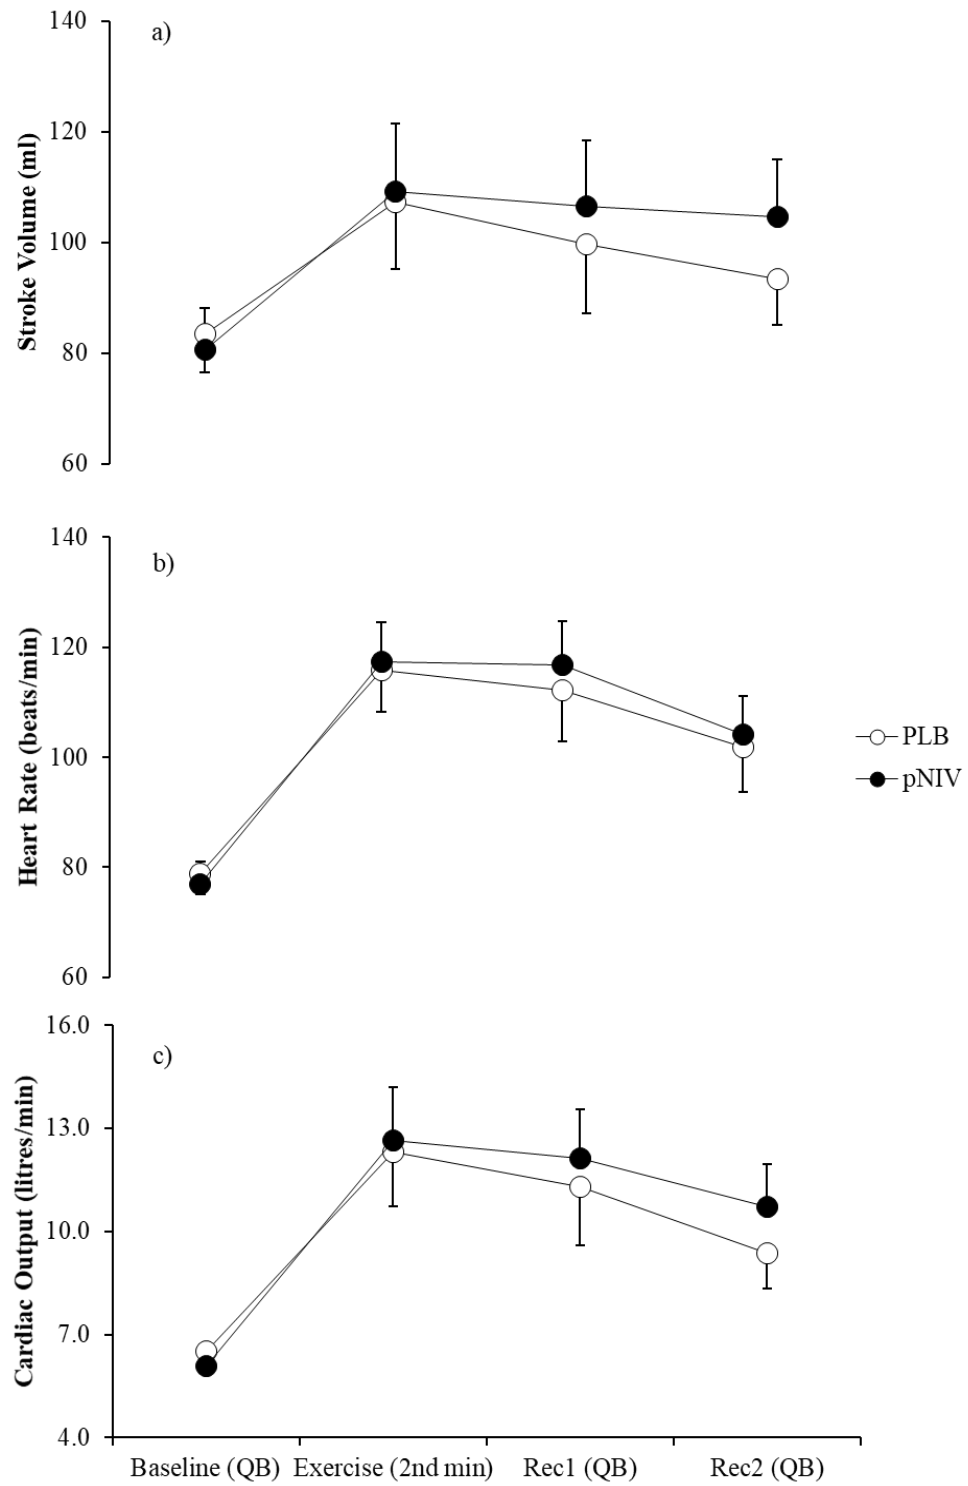 140
a)
120
100
80
60
Stroke Volume (ml)
140
b)
120
100
80
60
Heart Rate (beats/min)
PLB
pNIV
16.0
c)
13.0
10.0
7.0
4.0
Cardiac Output (litres/min)
Baseline (QB) Exercise (2nd min) Rec1 (QB) Rec2 (QB)